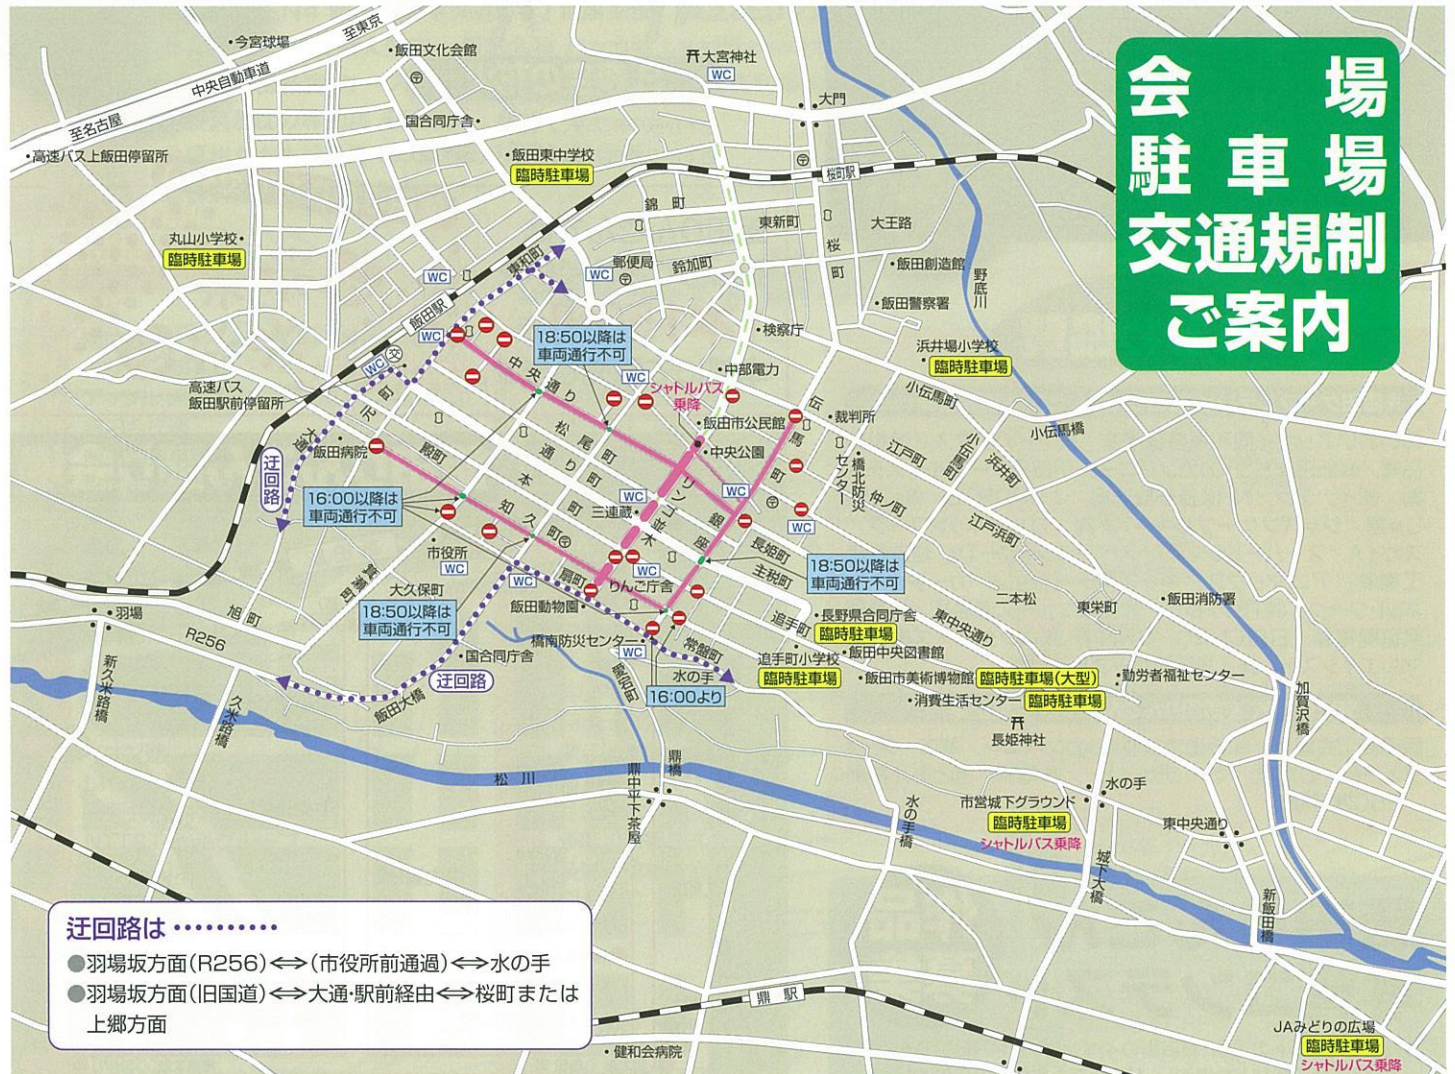 会場
駐車場
交通規制
ご案内
今宮球場
至東京
飯田文化会館
中央自動車道
至名古屋
高速バス上飯田停留所
国合同庁舎
大宮神社
WC
大門
飯田東中学校
臨時駐車場
桜町駅
錦町
東新町
大王路
桜町
丸山小学校
臨時駐車場
東和町
WC
WC
郵便局
鈴加町
飯田創造館
野底川
飯田警察署
飯田駅
WC
18:50以降は
車両通行不可
検察庁
浜井場小学校
臨時駐車場
WC
交
中央通り
WC
中部電力
シャトルバス
乗降
小伝馬町
小伝馬橋
高速バス
飯田駅前停留所
元町
大通
飯田病院
殿町
松尾町
通り町
本町
飯田市公民館
中央公園
伝馬町
裁判所
橋北防災
センター
江戸町
小伝馬町
浜井町
仲ノ町
江戸浜町
迂回路
16:00以降は
車両通行不可
知久町
WC
三連蔵
リンゴ並木
WC
銀座
WC
長姫町
主税町
18:50以降は
車両通行不可
市役所
WC
大久保町
WC
扇町
WC
りんご庁舎
飯田動物園
18:50以降は
車両通行不可
羽場
旭町
R256
橋南防災センター
WC
常盤町
追手町
長野県合同庁舎
臨時駐車場
東中央通り
二本松
東栄町
飯田消防署
国合同庁舎
迂回路
飯田大橋
水の手
16:00より
追手町小学校
臨時駐車場
飯田中央図書館
飯田市美術博物館
臨時駐車場(大型)
勤労者福祉センター
消費生活センター
臨時駐車場
長姫神社
新久米路橋
久米路橋
加賀沢橋
松川
鼎橋
鼎中平下茶屋
水の手橋
市営城下グラウンド
臨時駐車場
シャトルバス乗降
水の手
城下大橋
東中央通り
新飯田橋
迂回路は
羽場坂方面(R256)⇔(市役所前通過)⇔水の手
羽場坂方面(旧国道)⇔大通・駅前経由⇔桜町または
上郷方面
鼎駅
健和会病院
JAみどりの広場
臨時駐車場
シャトルバス乗降